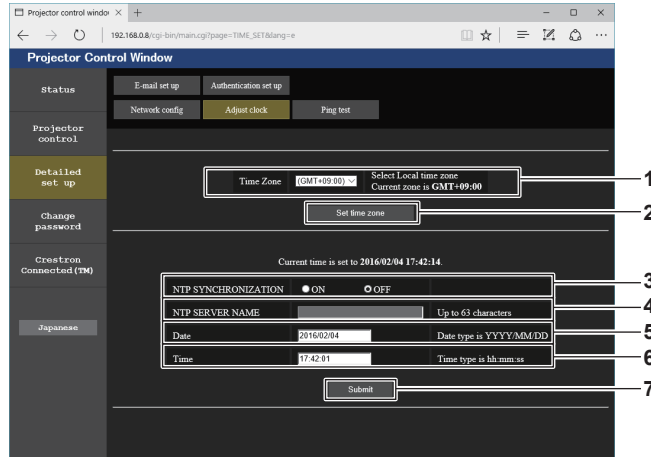 Projector control windov
192.168.0.8/cgi-bin/main.cgi?page=TIME_SET&lang=e
Projector Control Window
Status
E-mail set up
Authentication set up
Network config
Adjust clock
Ping test
Projector
control
Detailed
set up
Change
password
Crestron
Connected(TM)
Japanese
Time Zone
(GMT+09:00)
Select Local time zone
Current zone is GMT+09:00
1
Set time zone
2
Current time is set to 2016/02/04 17:42:14.
NTP SYNCHRONIZATION
ON
OFF
3
NTP SERVER NAME
Up to 63 characters
4
Date
2016/02/04
Date type is YYYY/MM/DD
5
Time
17:42:01
Time type is hh:mm:ss
6
Submit
7